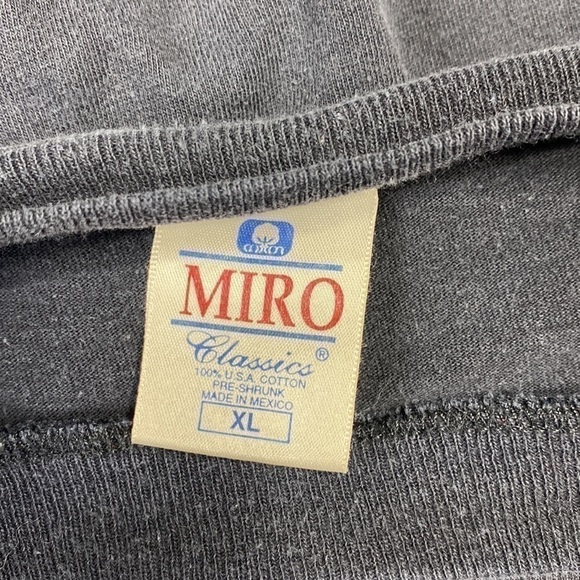 cotton
MIRO
Classics®
100% U.S.A. COTTON
PRE-SHRUNK
MADE IN MEXICO
XL